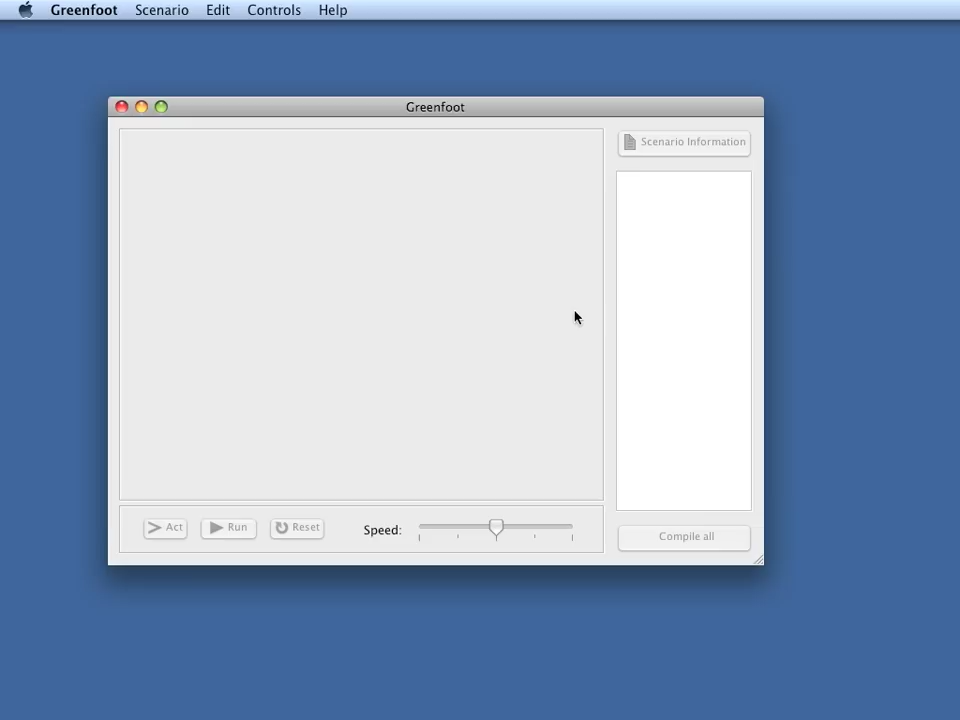 Greenfoot Scenario Edit Controls Help
Greenfoot
Scenario Information
Act Run Reset Speed:
Compile all